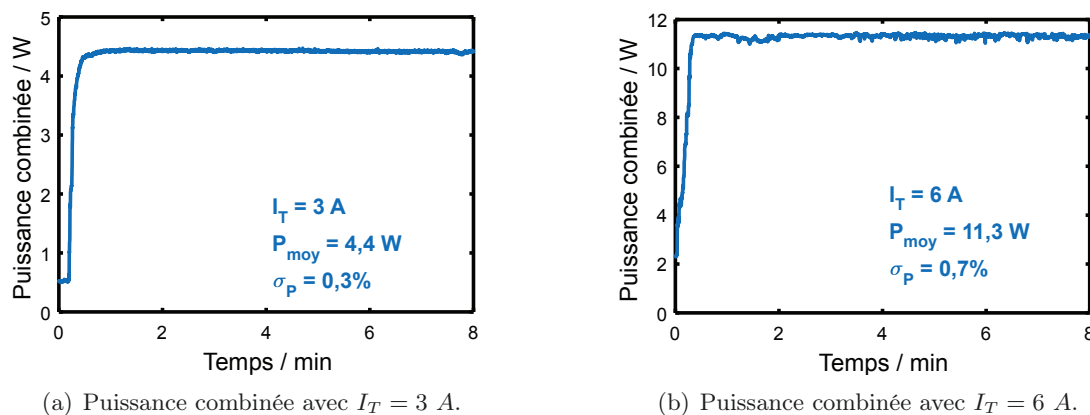 5
4
3
2
1
0
Puissance combinée / W
I_T = 3 A
P_moy = 4,4 W
σ_P = 0,3%
0 2 4 6 8
Temps / min
(a) Puissance combinée avec I_T = 3 A.
12
10
8
6
4
2
0
Puissance combinée / W
I_T = 6 A
P_moy = 11,3 W
σ_P = 0,7%
0 2 4 6 8
Temps / min
(b) Puissance combinée avec I_T = 6 A.